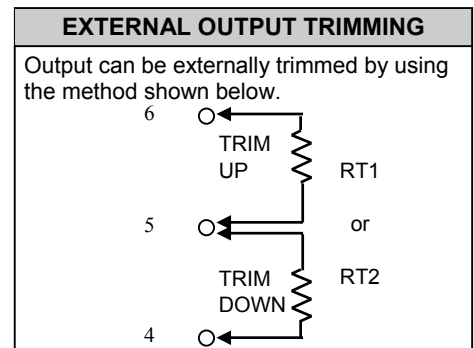 EXTERNAL OUTPUT TRIMMING
Output can be externally trimmed by using
the method shown below.
6
TRIM
UP
RT1
5
or
TRIM
DOWN
RT2
4